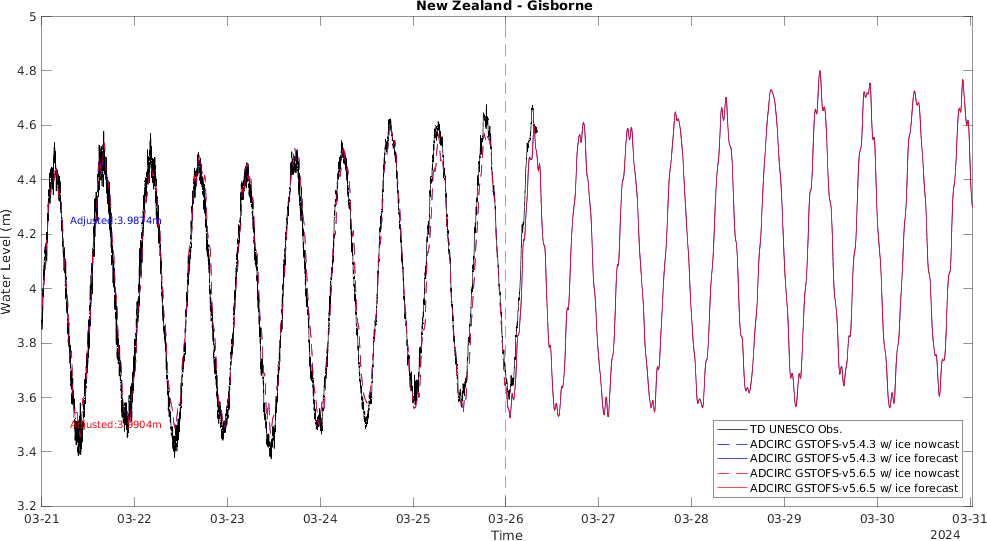 New Zealand - Gisborne
Water Level (m)
5
4.8
4.6
4.4
4.2
4
3.8
3.6
3.4
3.2
Adjusted:3.9874m
Adjusted:3.9904m
TD UNESCO Obs.
ADCIRC GSTOFS-v5.4.3 w/ ice nowcast
ADCIRC GSTOFS-v5.4.3 w/ ice forecast
ADCIRC GSTOFS-v5.6.5 w/ ice nowcast
ADCIRC GSTOFS-v5.6.5 w/ ice forecast
03-21 03-22 03-23 03-24 03-25 03-26 03-27 03-28 03-29 03-30 03-31
Time
2024